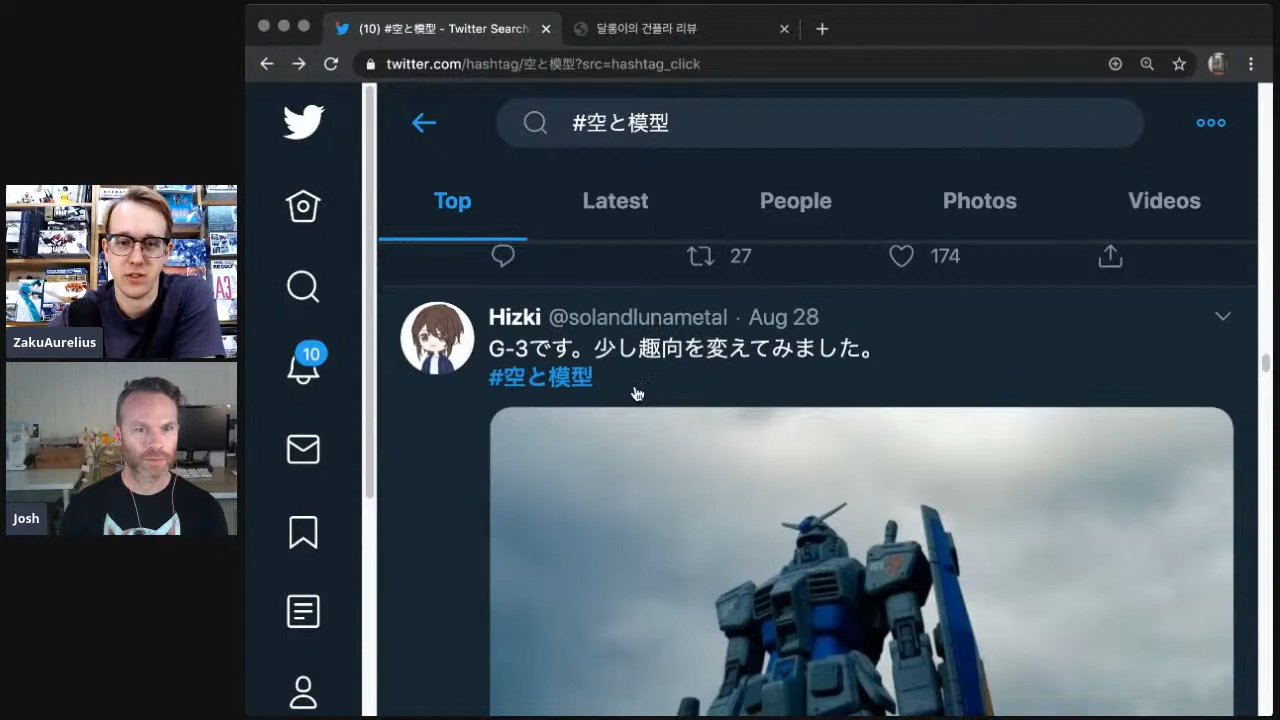 (10) #空と模型 - Twitter Search
달롱이의 건플라 리뷰
twitter.com/hashtag/空と模型?src=hashtag_click
#空と模型
Top
Latest
People
Photos
Videos
27
174
Hizki @solandlunametal · Aug 28
G-3です。少し趣向を変えてみました。
#空と模型
10
ZakuAurelius
Josh